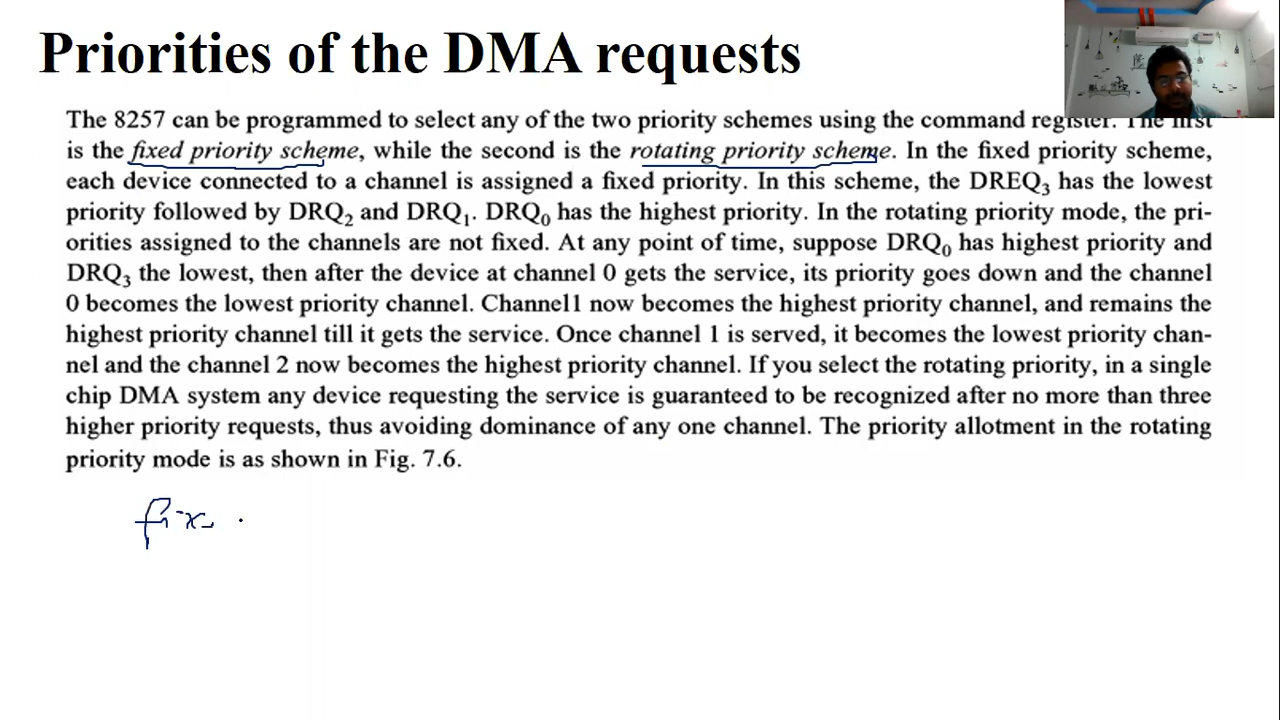 Priorities of the DMA requests
The 8257 can be programmed to select any of the two priority schemes using the command register. The first
is the fixed priority scheme, while the second is the rotating priority scheme. In the fixed priority scheme,
each device connected to a channel is assigned a fixed priority. In this scheme, the DREQ₃ has the lowest
priority followed by DRQ₂ and DRQ₁. DRQ₀ has the highest priority. In the rotating priority mode, the pri-
orities assigned to the channels are not fixed. At any point of time, suppose DRQ₀ has highest priority and
DRQ₃ the lowest, then after the device at channel 0 gets the service, its priority goes down and the channel
0 becomes the lowest priority channel. Channel1 now becomes the highest priority channel, and remains the
highest priority channel till it gets the service. Once channel 1 is served, it becomes the lowest priority chan-
nel and the channel 2 now becomes the highest priority channel. If you select the rotating priority, in a single
chip DMA system any device requesting the service is guaranteed to be recognized after no more than three
higher priority requests, thus avoiding dominance of any one channel. The priority allotment in the rotating
priority mode is as shown in Fig. 7.6.
fix